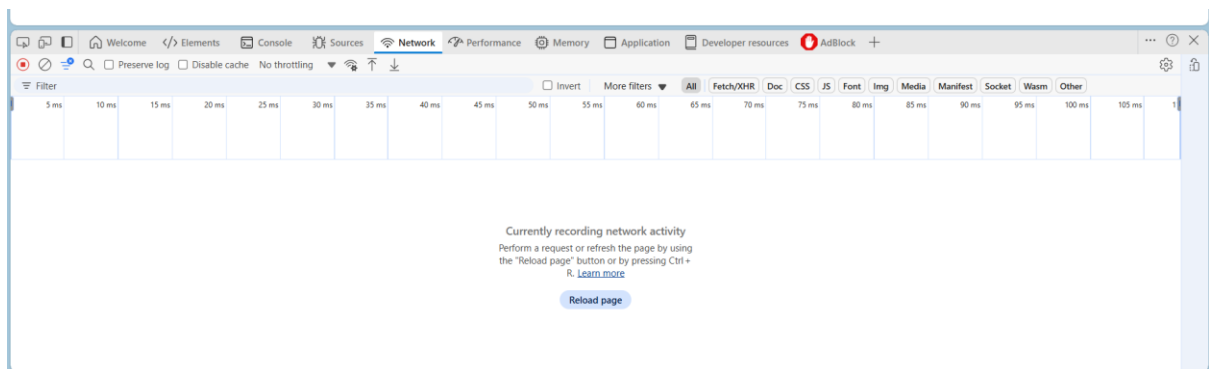 Welcome Elements Console Sources Network Performance Memory Application Developer resources AdBlock
Preserve log Disable cache No throttling
Filter Invert More filters All Fetch/XHR Doc CSS JS Font Img Media Manifest Socket Wasm Other
5 ms 10 ms 15 ms 20 ms 25 ms 30 ms 35 ms 40 ms 45 ms 50 ms 55 ms 60 ms 65 ms 70 ms 75 ms 80 ms 85 ms 90 ms 95 ms 100 ms 105 ms 1
Currently recording network activity
Perform a request or refresh the page by using
the "Reload page" button or by pressing Ctrl +
R. Learn more
Reload page